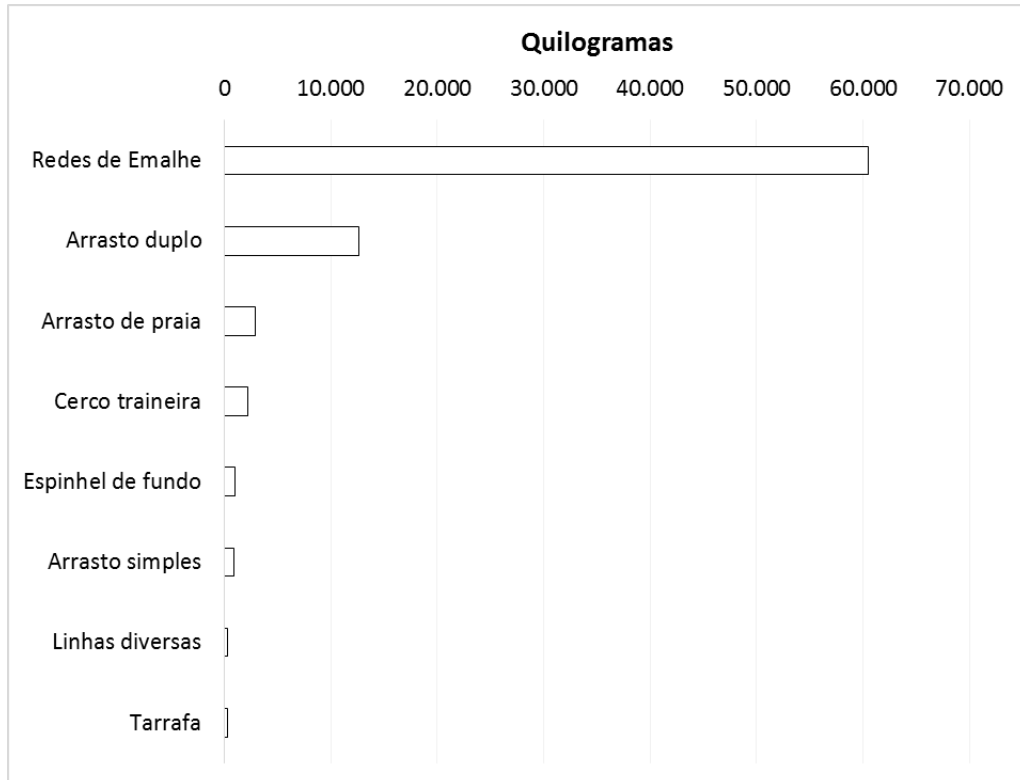 Quilogramas
0 10.000 20.000 30.000 40.000 50.000 60.000 70.000
Redes de Emalhe
Arrasto duplo
Arrasto de praia
Cerco traineira
Espinhel de fundo
Arrasto simples
Linhas diversas
Tarrafa